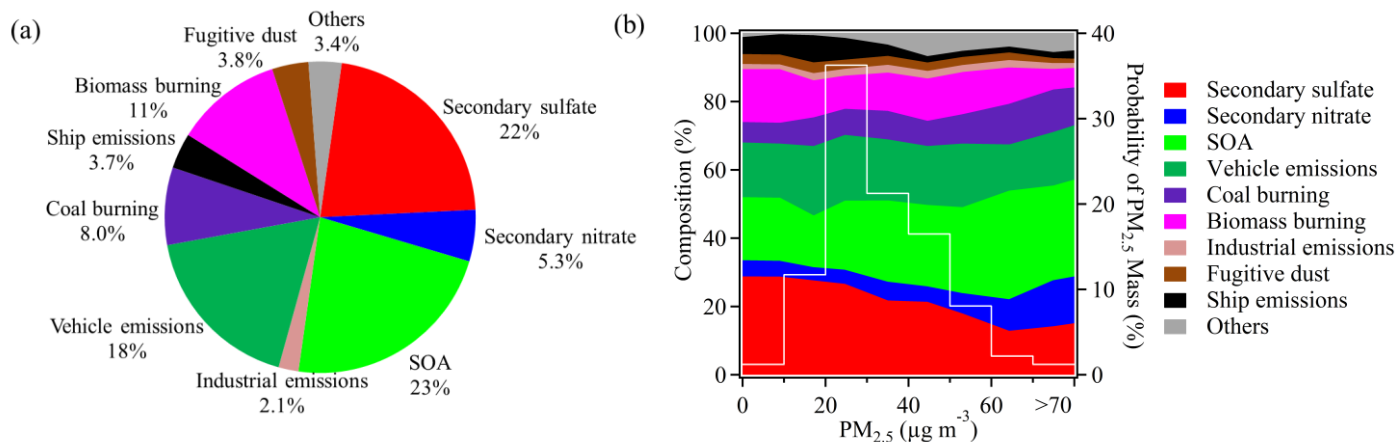 (a)
Others
3.4%
Fugitive dust
3.8%
Biomass burning
11%
Ship emissions
3.7%
Coal burning
8.0%
Vehicle emissions
18%
Industrial emissions
2.1%
SOA
23%
Secondary nitrate
5.3%
Secondary sulfate
22%
(b)
100
80
60
40
20
0
Composition (%)
0
20
40
60
>70
PM2.5 (µg m-3)
40
30
20
10
0
Probability of PM2.5 Mass (%)
Secondary sulfate
Secondary nitrate
SOA
Vehicle emissions
Coal burning
Biomass burning
Industrial emissions
Fugitive dust
Ship emissions
Others